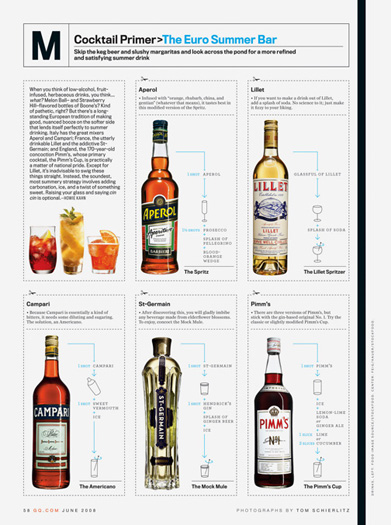 M
Cocktail Primer>The Euro Summer Bar
Skip the keg beer and slushy margaritas and look across the pond for a more refined
and satisfying summer drink
When you think of low-alcohol, fruit-
infused, herbaceous drinks, you think...
what? Melon Ball– and Strawberry
Hill–flavored bottles of Boone's? Kind
of pathetic, right? But there's a long-
standing European tradition of making
good, nuanced booze on the softer side
that lends itself perfectly to summer
drinking. Italy has the great mixers
Aperol and Campari; France, the utterly
drinkable Lillet and the addictive St-
Germain; and England, the 170-year-old
concoction Pimm's, whose primary
cocktail, the Pimm's Cup, is practically
a matter of national pride. Except for
Lillet, it's inadvisable to swig these
things straight. Instead, the soundest,
most summery strategy involves adding
carbonation, ice, and a twist of something
sweet. Raising your glass and saying cin
cin is optional.
Aperol
• Infused with "orange, rhubarb, china, and
gentian" (whatever that means), it tastes best in
this modified version of the Spritz.
APEROL
Aperitivo
BARBIERI
APEROL
PROSECCO
+
SPLASH OF
PELLEGRINO
+
BLOOD-
ORANGE
WEDGE
The Spritz
Lillet
• If you want to make a drink out of Lillet,
add a splash of soda. No science to it; just make
it fizzy to your liking.
LILLET
GLASSFUL OF LILLET
SPLASH OF SODA
The Lillet Spritzer
Campari
• Because Campari is essentially a kind of
bitters, it needs some diluting and sugaring.
The solution, an Americano.
CAMPARI
1 SHOT CAMPARI
1 SHOT SWEET
VERMOUTH
+
ICE
The Americano
St-Germain
• After discovering this, you will gladly imbibe
any beverage made from elderflower blossoms.
To enjoy, concoct the Mock Mule.
ST-GERMAIN
1 SHOT ST-GERMAIN
1 SHOT HENDRICK'S
GIN
+
SPLASH OF
GINGER BEER
+
ICE
The Mock Mule
Pimm's
• There are three versions of Pimm's, but
stick with the gin-based original No. 1. Try the
classic or slightly modified Pimm's Cup.
PIMM'S
Nº1
1 SHOT PIMM'S
ICE
+
LEMON-LIME
SODA
or
GINGER ALE
+
LIME
or
CUCUMBER
The Pimm's Cup
58 GQ.COM JUNE 2008
PHOTOGRAPHS BY TOM SCHIERLITZ